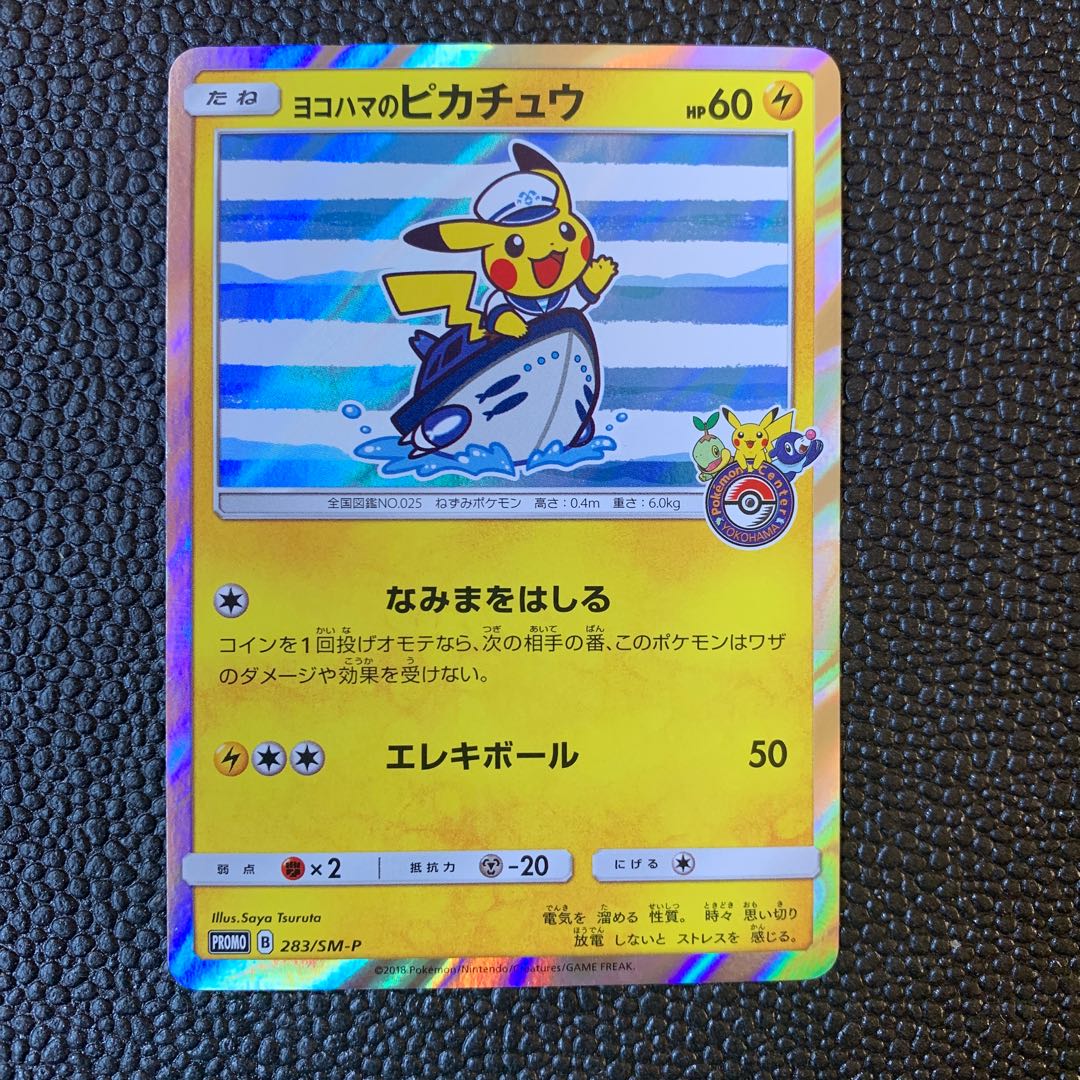 たね ヨコハマのピカチュウ HP60
全国図鑑NO.025 ねずみポケモン 高さ：0.4m 重さ：6.0kg
Pokémon Center
YOKOHAMA
なみまをはしる
コインを1回投げオモテなら、次の相手の番、このポケモンはワザ
のダメージや効果を受けない。
エレキボール 50
弱点 ×2 抵抗力 -20 にげる
Illus.Saya Tsuruta
電気を 溜める 性質。 時々 思い切り
放電 しないと ストレスを 感じる。
PROMO B 283/SM-P
©2018 Pokémon/Nintendo/Creatures/GAME FREAK.